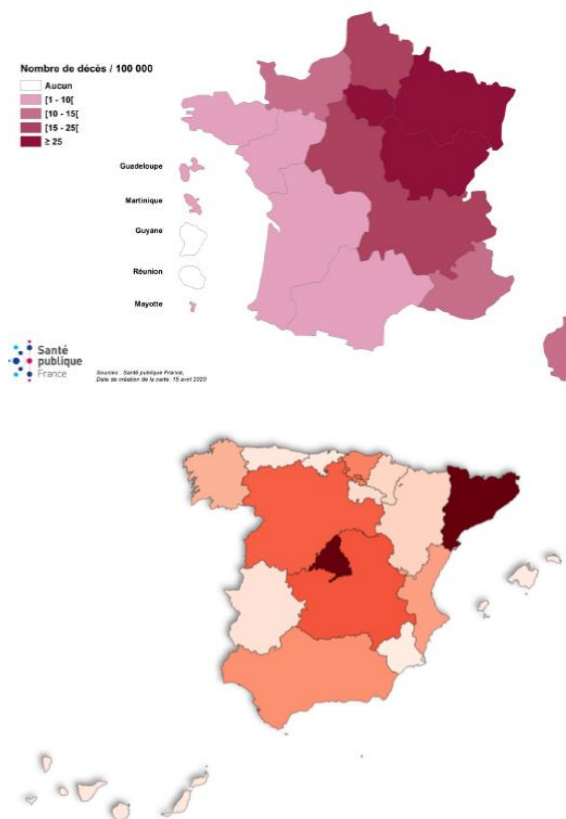 Nombre de décès / 100 000
Aucun
[1 - 10[
[10 - 15[
[15 - 25[
≥ 25
Guadeloupe
Martinique
Guyane
Réunion
Mayotte
Santé
publique
France
Sources : Santé publique France,
Date de création de la carte: 15 avril 2020